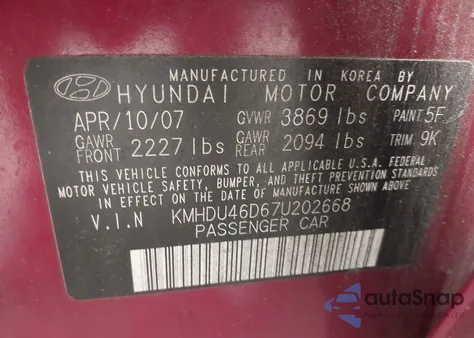 MANUFACTURED IN KOREA BY
HYUNDAI MOTOR COMPANY
APR/10/07 GVWR 3869 lbs PAINT 5F
GAWR FRONT 2227 lbs GAWR REAR 2094 lbs TRIM 9K
THIS VEHICLE CONFORMS TO ALL APPLICABLE U.S.A. FEDERAL
MOTOR VEHICLE SAFETY, BUMPER, AND THEFT PREVENTION STANDARDS
IN EFFECT ON THE DATE OF MANUFACTURE SHOWN ABOVE.
V.I.N KMHDU46D67U202668
PASSENGER CAR
autoSnap